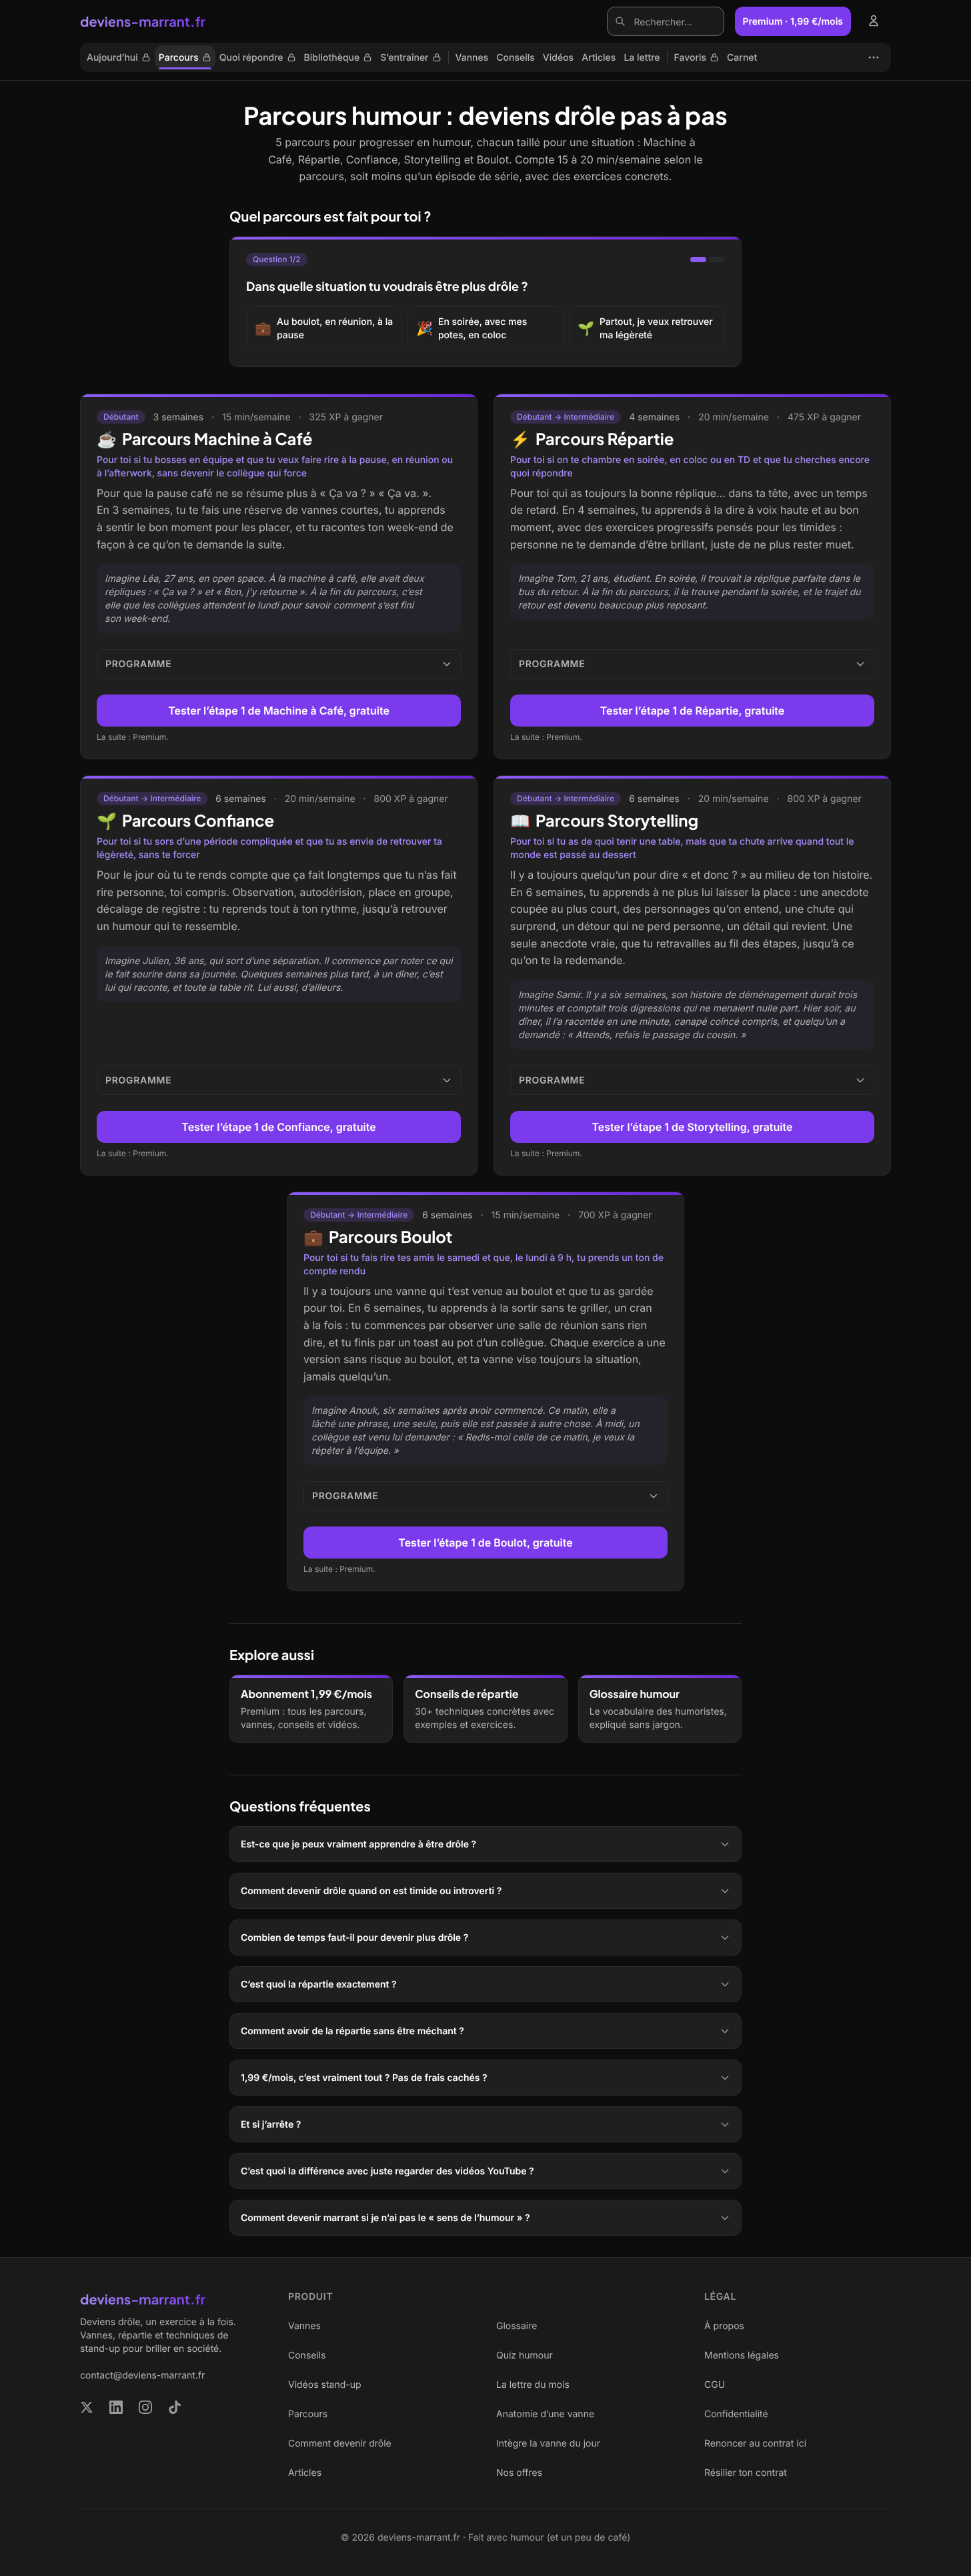 deviens-marrant.fr
Rechercher...
Premium · 1,99 €/mois
Aujourd’hui
Parcours
Quoi répondre
Bibliothèque
S’entraîner
Vannes
Conseils
Vidéos
Articles
La lettre
Favoris
Carnet
Parcours humour : deviens drôle pas à pas
5 parcours pour progresser en humour, chacun taillé pour une situation : Machine à
Café, Répartie, Confiance, Storytelling et Boulot. Compte 15 à 20 min/semaine selon le
parcours, soit moins qu’un épisode de série, avec des exercices concrets.
Quel parcours est fait pour toi ?
Question 1/2
Dans quelle situation tu voudrais être plus drôle ?
Au boulot, en réunion, à la
pause
En soirée, avec mes
potes, en coloc
Partout, je veux retrouver
ma légèreté
Débutant 3 semaines · 15 min/semaine · 325 XP à gagner
Parcours Machine à Café
Pour toi si tu bosses en équipe et que tu veux faire rire à la pause, en réunion ou
à l’afterwork, sans devenir le collègue qui force
Pour que la pause café ne se résume plus à « Ça va ? » « Ça va. ».
En 3 semaines, tu te fais une réserve de vannes courtes, tu apprends
à sentir le bon moment pour les placer, et tu racontes ton week-end de
façon à ce qu’on te demande la suite.
Imagine Léa, 27 ans, en open space. À la machine à café, elle avait deux
répliques : « Ça va ? » et « Bon, j’y retourne ». À la fin du parcours, c’est
elle que les collègues attendent le lundi pour savoir comment s’est fini
son week-end.
PROGRAMME
Tester l’étape 1 de Machine à Café, gratuite
La suite : Premium.
Débutant → Intermédiaire 4 semaines · 20 min/semaine · 475 XP à gagner
Parcours Répartie
Pour toi si on te chambre en soirée, en coloc ou en TD et que tu cherches encore
quoi répondre
Pour toi qui as toujours la bonne réplique... dans ta tête, avec un temps
de retard. En 4 semaines, tu apprends à la dire à voix haute et au bon
moment, avec des exercices progressifs pensés pour les timides :
personne ne te demande d’être brillant, juste de ne plus rester muet.
Imagine Tom, 21 ans, étudiant. En soirée, il trouvait la réplique parfaite dans le
bus du retour. À la fin du parcours, il la trouve pendant la soirée, et le trajet du
retour est devenu beaucoup plus reposant.
PROGRAMME
Tester l’étape 1 de Répartie, gratuite
La suite : Premium.
Débutant → Intermédiaire 6 semaines · 20 min/semaine · 800 XP à gagner
Parcours Confiance
Pour toi si tu sors d’une période compliquée et que tu as envie de retrouver ta
légèreté, sans te forcer
Pour le jour où tu te rends compte que ça fait longtemps que tu n’as fait
rire personne, toi compris. Observation, autodérision, place en groupe,
décalage de registre : tu reprends tout à ton rythme, jusqu’à retrouver
un humour qui te ressemble.
Imagine Julien, 36 ans, qui sort d’une séparation. Il commence par noter ce qui
le fait sourire dans sa journée. Quelques semaines plus tard, à un dîner, c’est
lui qui raconte, et toute la table rit. Lui aussi, d’ailleurs.
PROGRAMME
Tester l’étape 1 de Confiance, gratuite
La suite : Premium.
Débutant → Intermédiaire 6 semaines · 20 min/semaine · 800 XP à gagner
Parcours Storytelling
Pour toi si tu as de quoi tenir une table, mais que ta chute arrive quand tout le
monde est passé au dessert
Il y a toujours quelqu’un pour dire « et donc ? » au milieu de ton histoire.
En 6 semaines, tu apprends à ne plus lui laisser la place : une anecdote
coupée au plus court, des personnages qu’on entend, une chute qui
surprend, un détour qui ne perd personne, un détail qui revient. Une
seule anecdote vraie, que tu retravailles au fil des étapes, jusqu’à ce
qu’on te la redemande.
Imagine Samir. Il y a six semaines, son histoire de déménagement durait trois
minutes et comptait trois digressions qui ne menaient nulle part. Hier soir, au
dîner, il l’a racontée en une minute, canapé coincé compris, et quelqu’un a
demandé : « Attends, refais le passage du cousin. »
PROGRAMME
Tester l’étape 1 de Storytelling, gratuite
La suite : Premium.
Débutant → Intermédiaire 6 semaines · 15 min/semaine · 700 XP à gagner
Parcours Boulot
Pour toi si tu fais rire tes amis le samedi et que, le lundi à 9 h, tu prends un ton de
compte rendu
Il y a toujours une vanne qui t’est venue au boulot et que tu as gardée
pour toi. En 6 semaines, tu apprends à la sortir sans te griller, un cran
à la fois : tu commences par observer une salle de réunion sans rien
dire, et tu finis par un toast au pot d’un collègue. Chaque exercice a une
version sans risque au boulot, et ta vanne vise toujours la situation,
jamais quelqu’un.
Imagine Anouk, six semaines après avoir commencé. Ce matin, elle a
lâché une phrase, une seule, puis elle est passée à autre chose. À midi, un
collègue est venu lui demander : « Redis-moi celle de ce matin, je veux la
répéter à l’équipe. »
PROGRAMME
Tester l’étape 1 de Boulot, gratuite
La suite : Premium.
Explore aussi
Abonnement 1,99 €/mois
Premium : tous les parcours,
vannes, conseils et vidéos.
Conseils de répartie
30+ techniques concrètes avec
exemples et exercices.
Glossaire humour
Le vocabulaire des humoristes,
expliqué sans jargon.
Questions fréquentes
Est-ce que je peux vraiment apprendre à être drôle ?
Comment devenir drôle quand on est timide ou introverti ?
Combien de temps faut-il pour devenir plus drôle ?
C’est quoi la répartie exactement ?
Comment avoir de la répartie sans être méchant ?
1,99 €/mois, c’est vraiment tout ? Pas de frais cachés ?
Et si j’arrête ?
C’est quoi la différence avec juste regarder des vidéos YouTube ?
Comment devenir marrant si je n’ai pas le « sens de l’humour » ?
deviens-marrant.fr
Deviens drôle, un exercice à la fois.
Vannes, répartie et techniques de
stand-up pour briller en société.
contact@deviens-marrant.fr
PRODUIT
Vannes
Conseils
Vidéos stand-up
Parcours
Comment devenir drôle
Articles
Glossaire
Quiz humour
La lettre du mois
Anatomie d’une vanne
Intègre la vanne du jour
Nos offres
LÉGAL
À propos
Mentions légales
CGU
Confidentialité
Renoncer au contrat ici
Résilier ton contrat
© 2026 deviens-marrant.fr · Fait avec humour (et un peu de café)